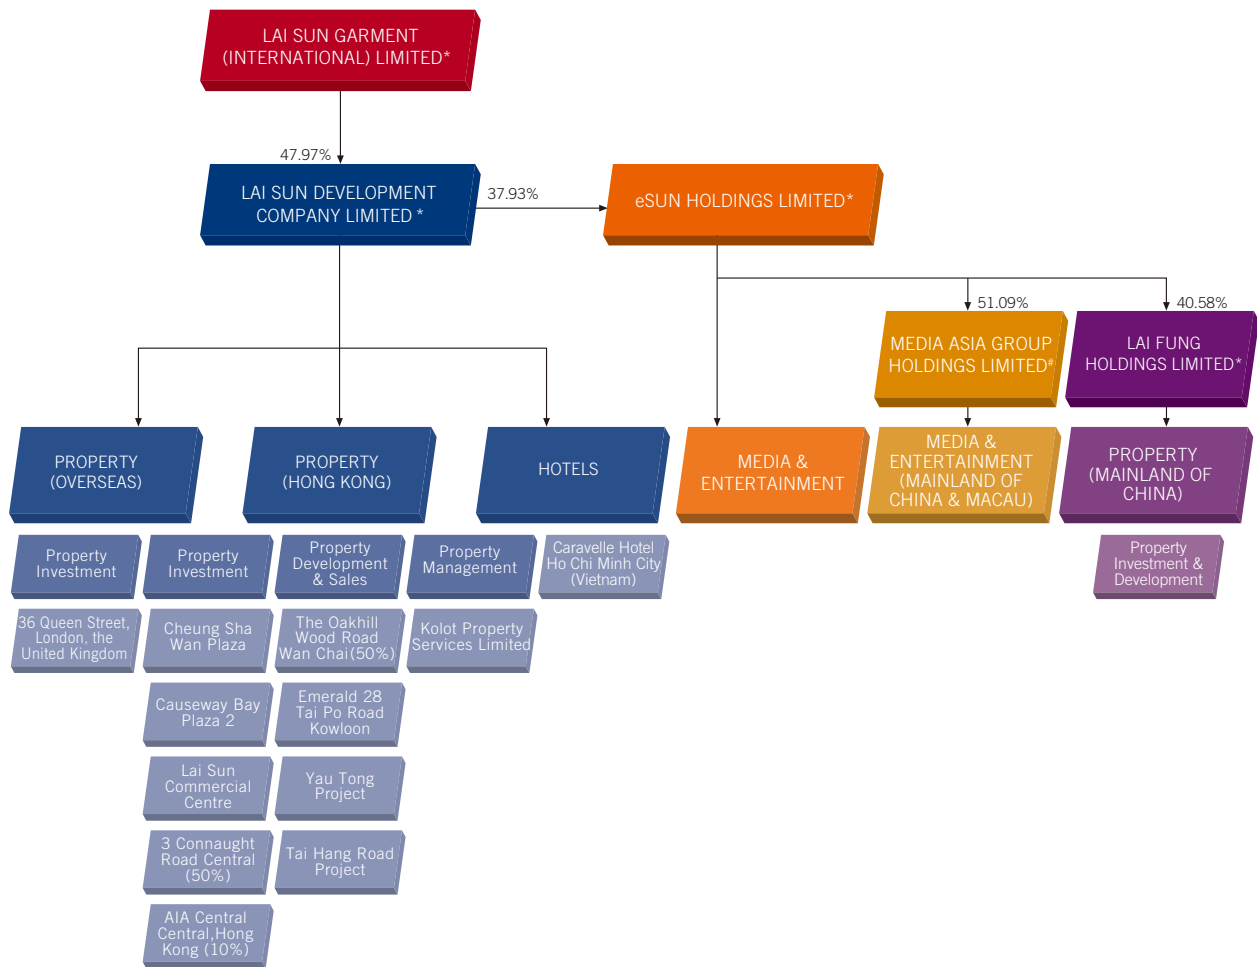 LAI SUN GARMENT
(INTERNATIONAL) LIMITED*
47.97%
LAI SUN DEVELOPMENT
COMPANY LIMITED *
37.93%
eSUN HOLDINGS LIMITED*
51.09%
40.58%
MEDIA ASIA GROUP
HOLDINGS LIMITED#
LAI FUNG
HOLDINGS LIMITED*
PROPERTY
(OVERSEAS)
PROPERTY
(HONG KONG)
HOTELS
MEDIA &
ENTERTAINMENT
MEDIA &
ENTERTAINMENT
(MAINLAND OF
CHINA & MACAU)
PROPERTY
(MAINLAND OF
CHINA)
Property
Investment
Property
Investment
Property
Development
& Sales
Property
Management
Caravelle Hotel
Ho Chi Minh City
(Vietnam)
Property
Investment &
Development
36 Queen Street,
London, the
United Kingdom
Cheung Sha
Wan Plaza
The Oakhill
Wood Road
Wan Chai(50%)
Kolot Property
Services Limited
Causeway Bay
Plaza 2
Emerald 28
Tai Po Road
Kowloon
Lai Sun
Commercial
Centre
Yau Tong
Project
3 Connaught
Road Central
(50%)
Tai Hang Road
Project
AIA Central
Central,Hong
Kong (10%)